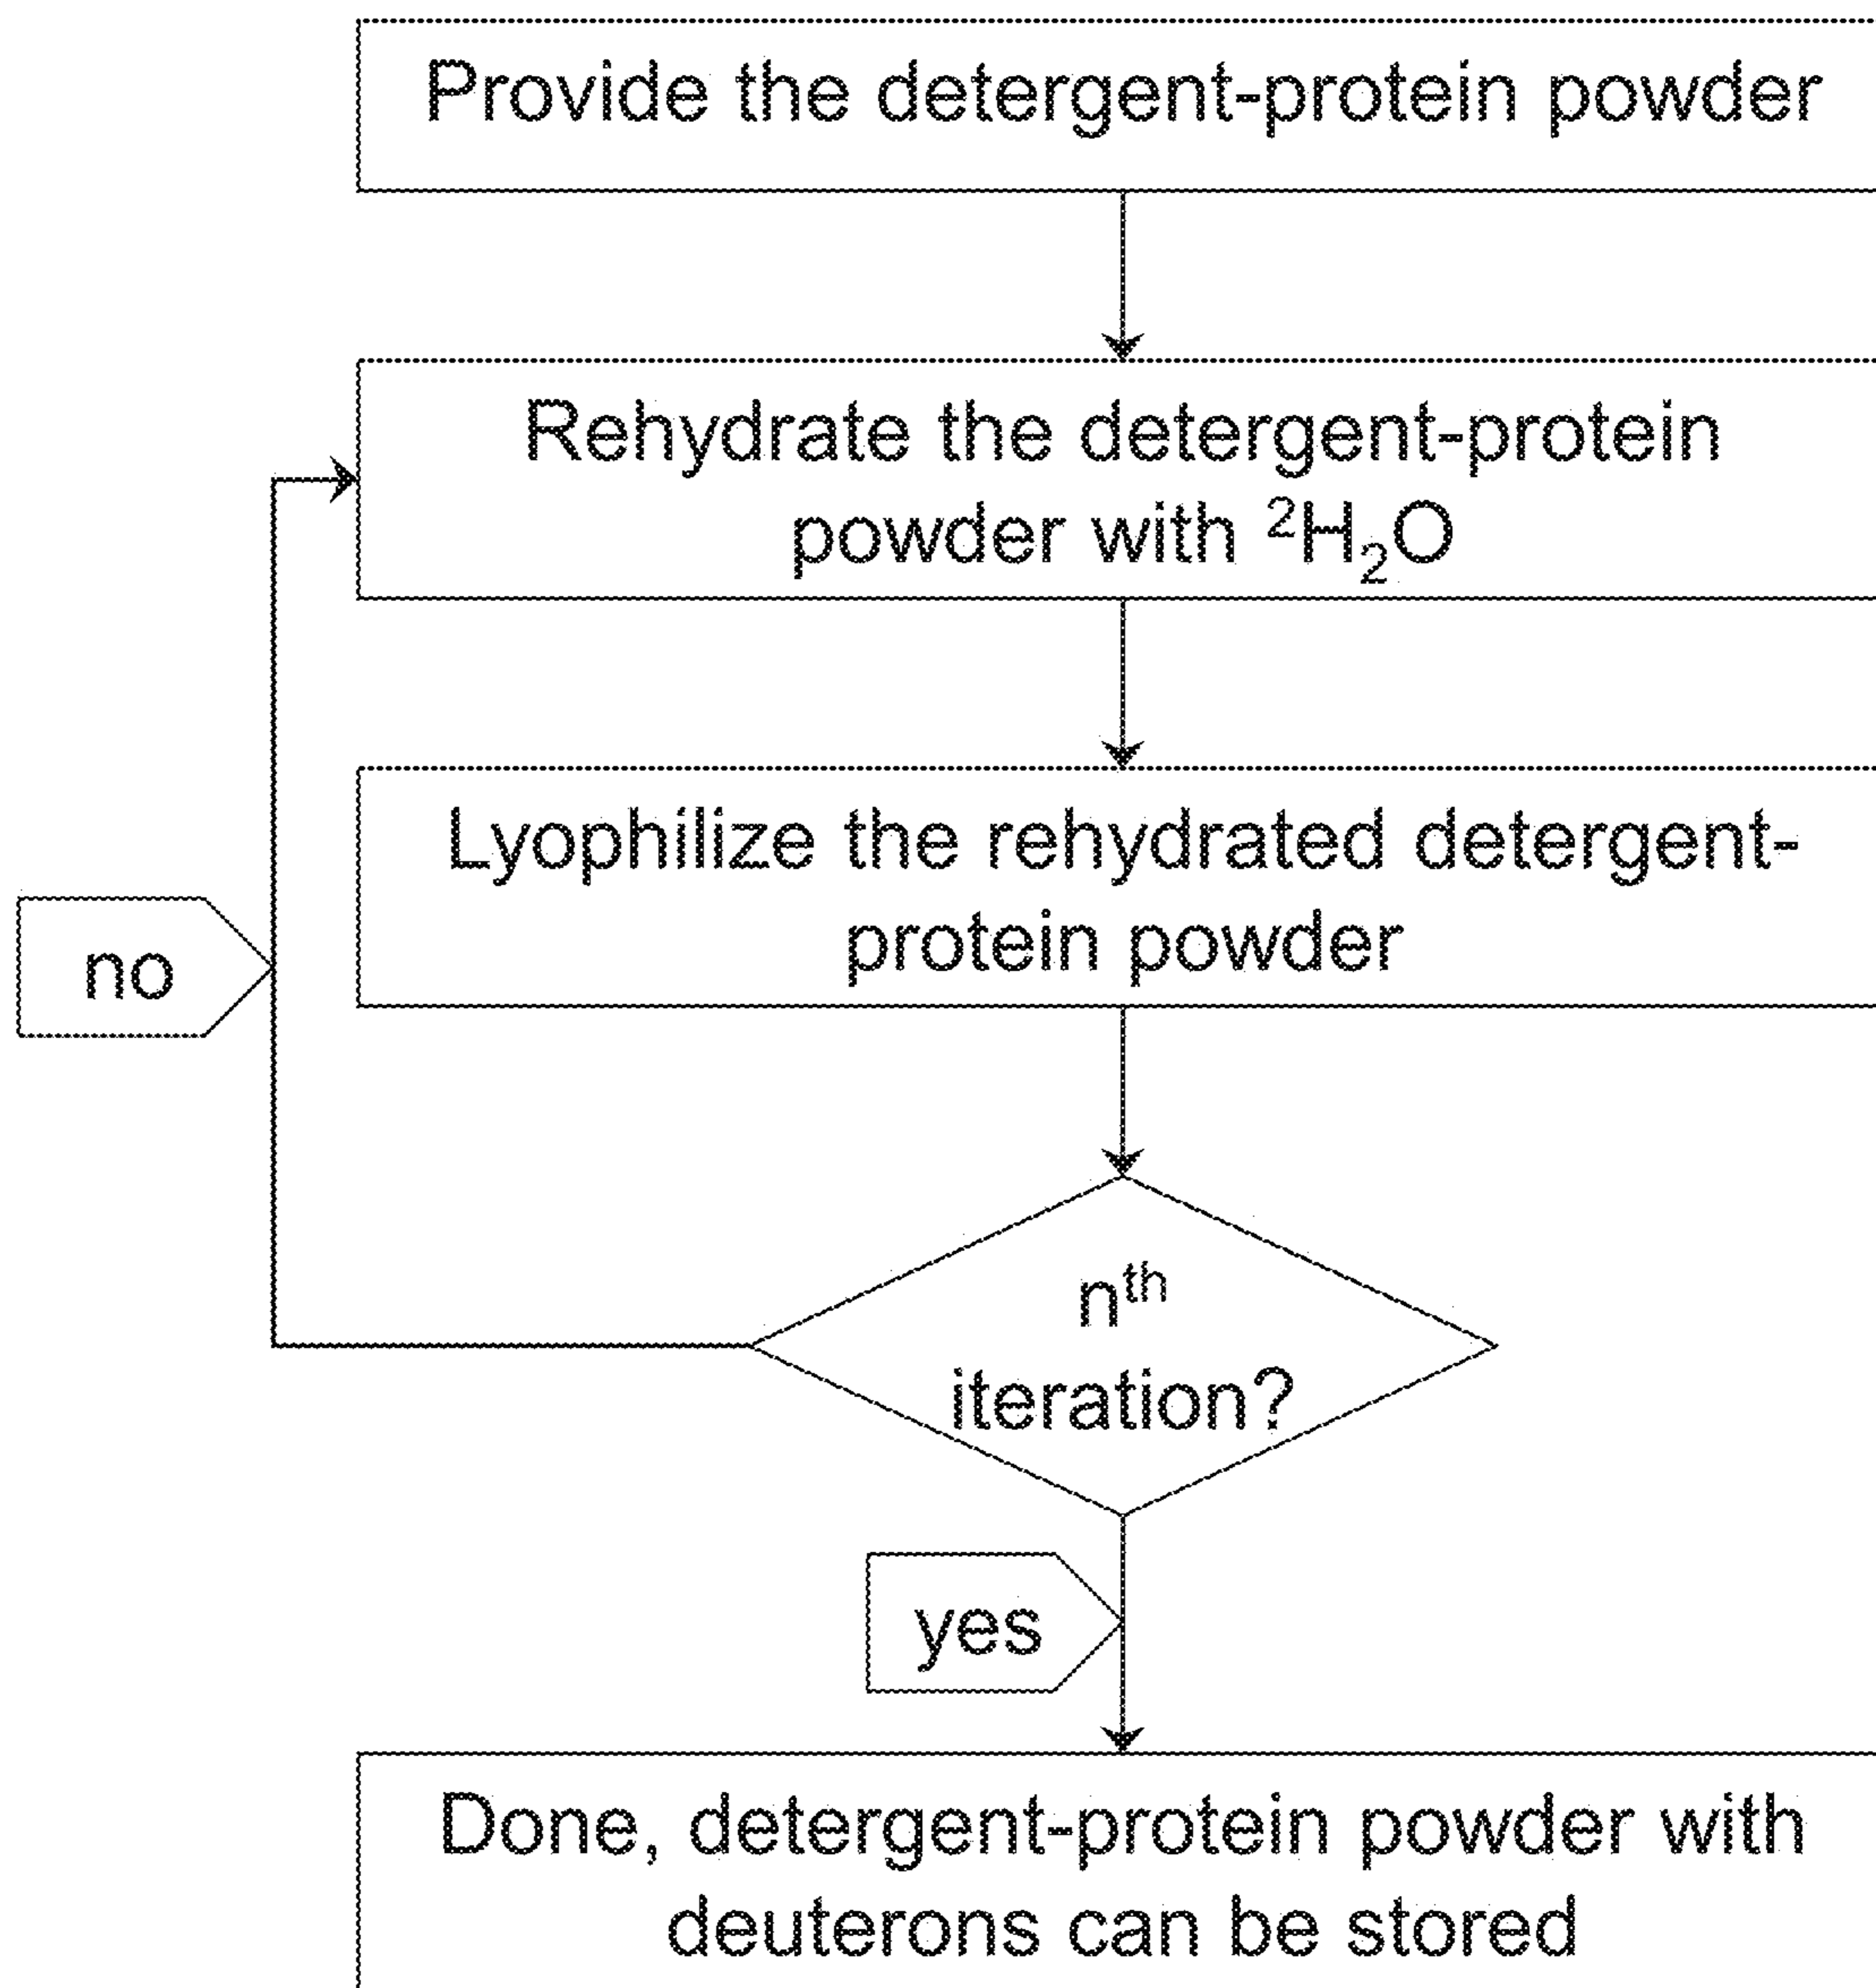 Provide the detergent-protein powder
Rehydrate the detergent-protein
powder with ²H₂O
Lyophilize the rehydrated detergent-
protein powder
no
nᵗʰ
iteration?
yes
Done, detergent-protein powder with
deuterons can be stored